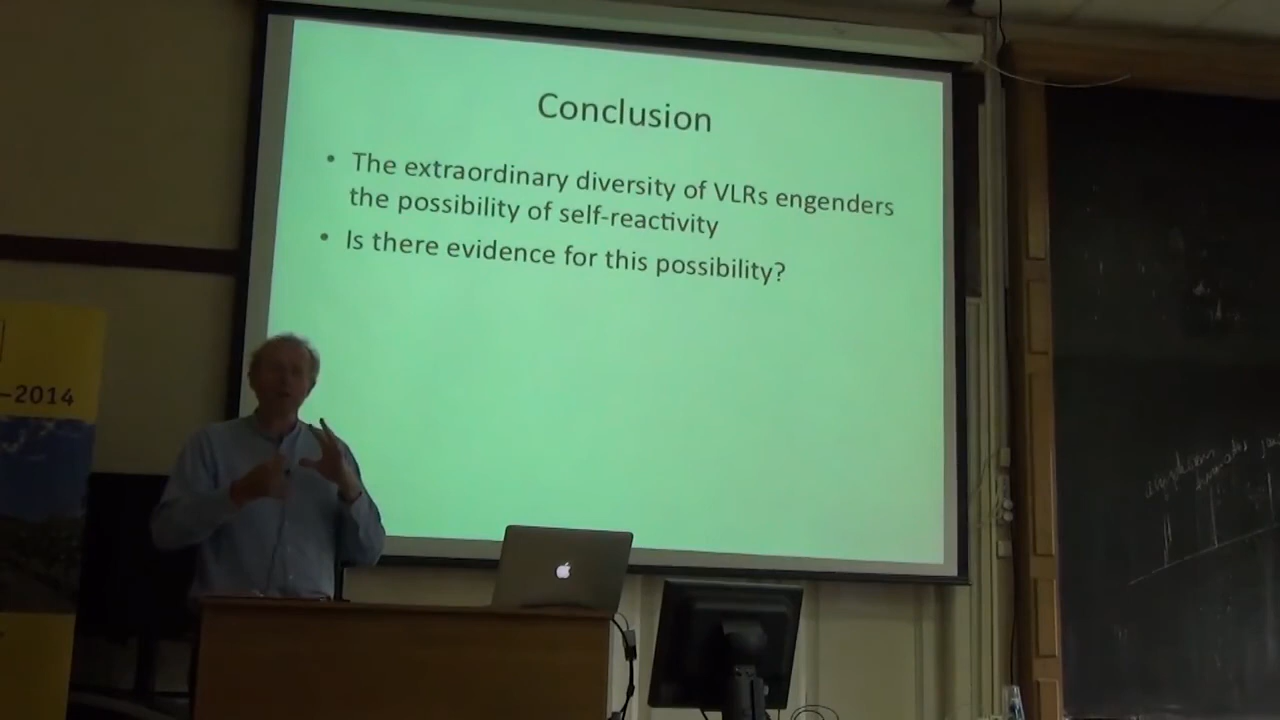 Conclusion
• The extraordinary diversity of VLRs engenders
the possibility of self-reactivity
• Is there evidence for this possibility?
–2014